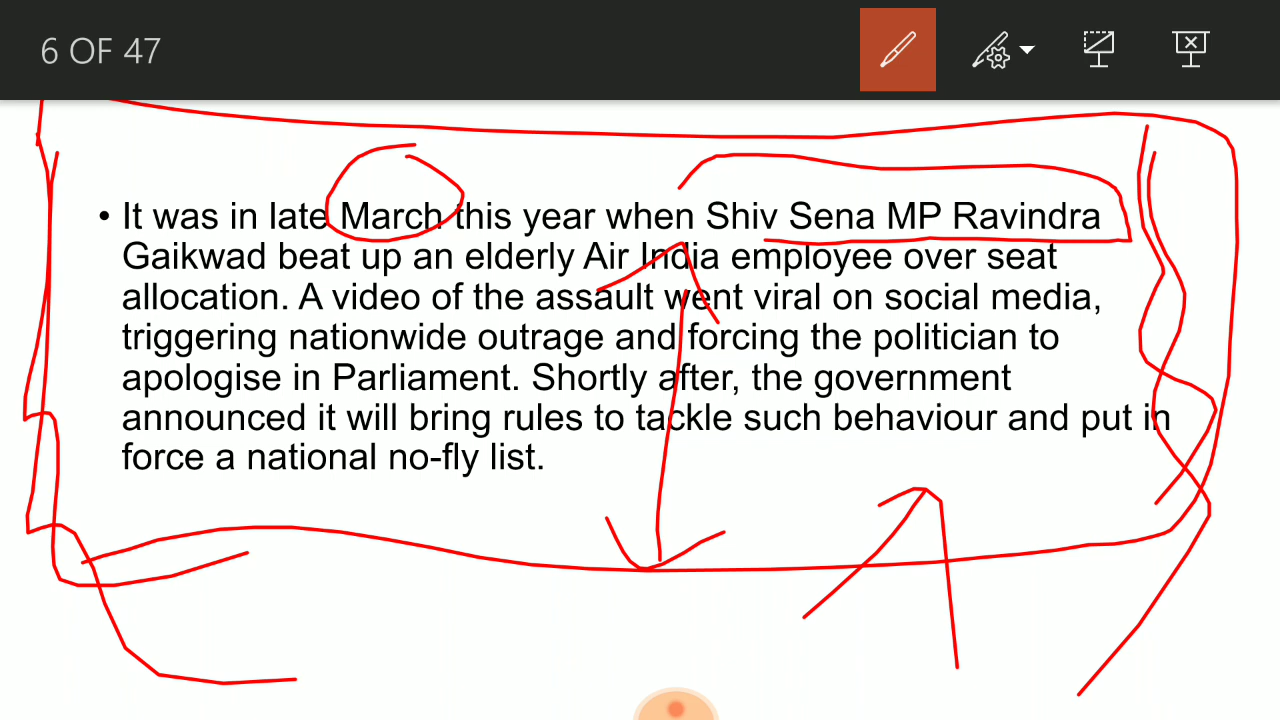 6 OF 47
• It was in late March this year when Shiv Sena MP Ravindra
Gaikwad beat up an elderly Air India employee over seat
allocation. A video of the assault went viral on social media,
triggering nationwide outrage and forcing the politician to
apologise in Parliament. Shortly after, the government
announced it will bring rules to tackle such behaviour and put in
force a national no-fly list.